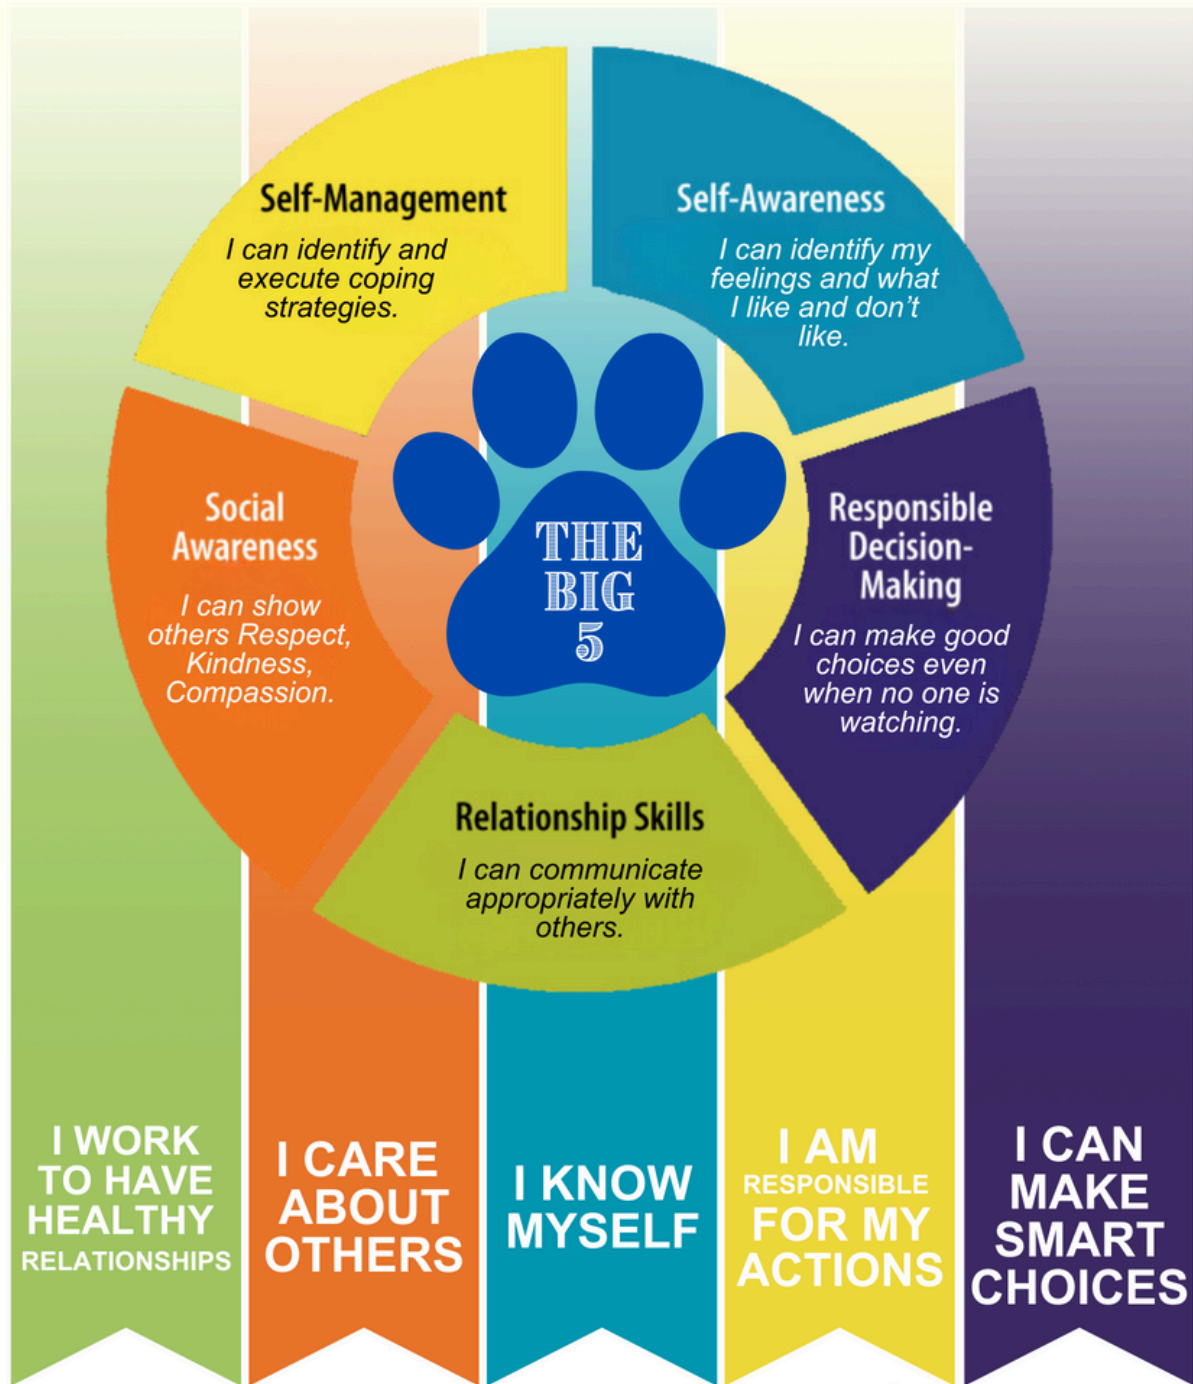 Self-Management
I can identify and
execute coping
strategies.
Self-Awareness
I can identify my
feelings and what
I like and don't
like.
Social
Awareness
I can show
others Respect,
Kindness,
Compassion.
THE
BIG
5
Responsible
Decision-
Making
I can make good
choices even
when no one is
watching.
Relationship Skills
I can communicate
appropriately with
others.
I WORK
TO HAVE
HEALTHY
RELATIONSHIPS
I CARE
ABOUT
OTHERS
I KNOW
MYSELF
I AM
RESPONSIBLE
FOR MY
ACTIONS
I CAN
MAKE
SMART
CHOICES